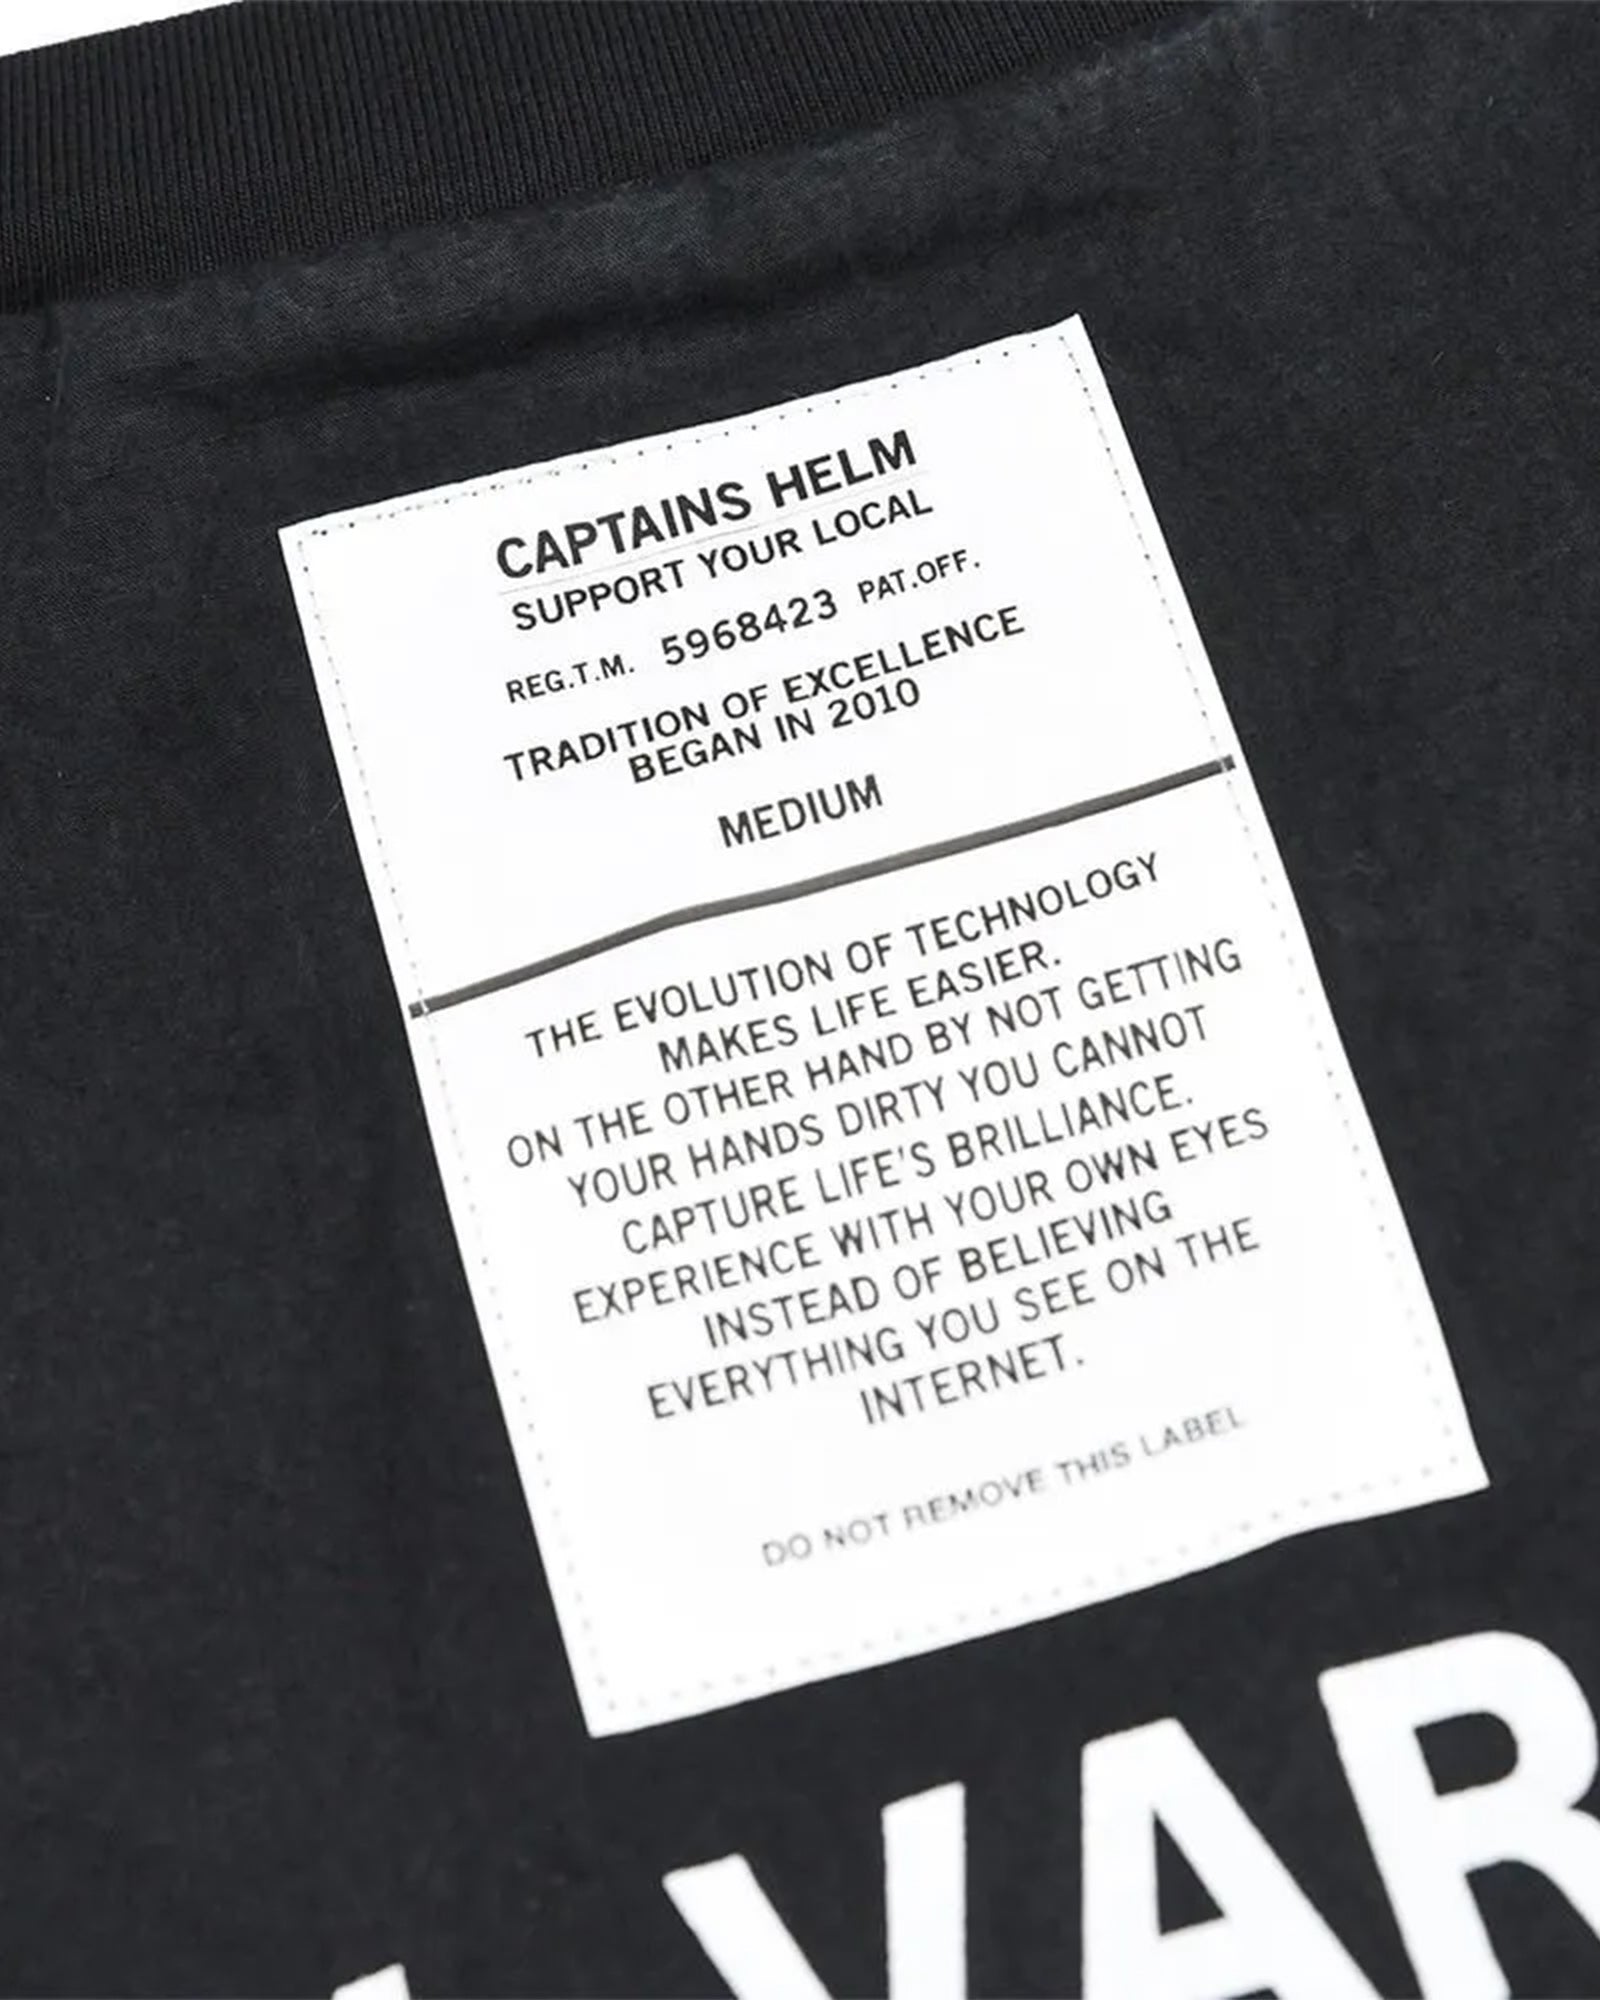 CAPTAINS HELM
SUPPORT YOUR LOCAL
REG.T.M. 5968423 PAT.OFF.
TRADITION OF EXCELLENCE
BEGAN IN 2010
MEDIUM
THE EVOLUTION OF TECHNOLOGY
MAKES LIFE EASIER.
ON THE OTHER HAND BY NOT GETTING
YOUR HANDS DIRTY YOU CANNOT
CAPTURE LIFE'S BRILLIANCE.
EXPERIENCE WITH YOUR OWN EYES
INSTEAD OF BELIEVING
EVERYTHING YOU SEE ON THE
INTERNET.
DO NOT REMOVE THIS LABEL